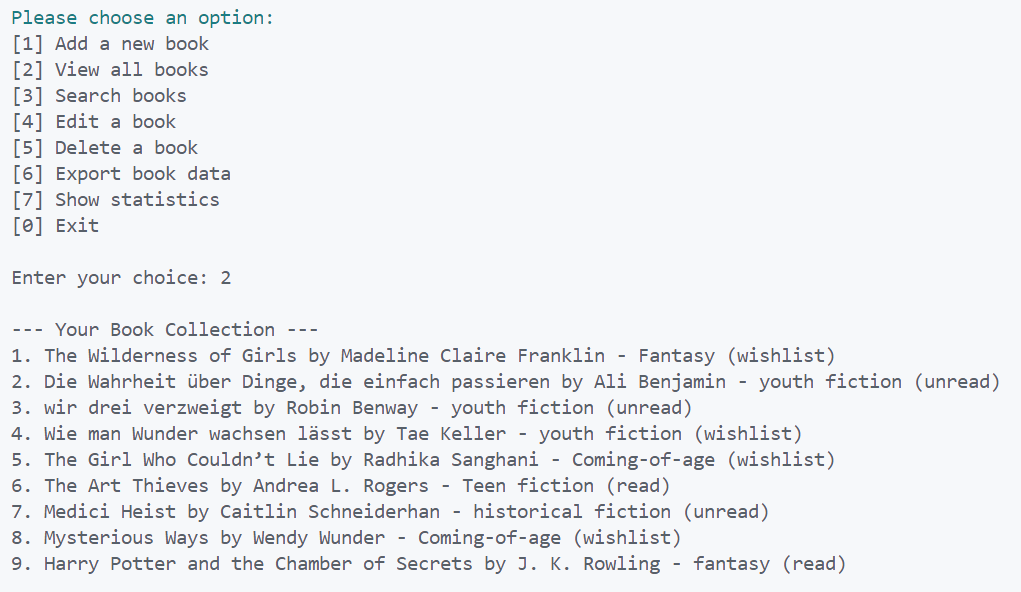 Please choose an option:
[1] Add a new book
[2] View all books
[3] Search books
[4] Edit a book
[5] Delete a book
[6] Export book data
[7] Show statistics
[0] Exit
Enter your choice: 2
--- Your Book Collection ---
1. The Wilderness of Girls by Madeline Claire Franklin - Fantasy (wishlist)
2. Die Wahrheit über Dinge, die einfach passieren by Ali Benjamin - youth fiction (unread)
3. wir drei verzweigt by Robin Benway - youth fiction (unread)
4. Wie man Wunder wachsen lässt by Tae Keller - youth fiction (wishlist)
5. The Girl Who Couldn’t Lie by Radhika Sanghani - Coming-of-age (wishlist)
6. The Art Thieves by Andrea L. Rogers - Teen fiction (read)
7. Medici Heist by Caitlin Schneiderhan - historical fiction (unread)
8. Mysterious Ways by Wendy Wunder - Coming-of-age (wishlist)
9. Harry Potter and the Chamber of Secrets by J. K. Rowling - fantasy (read)